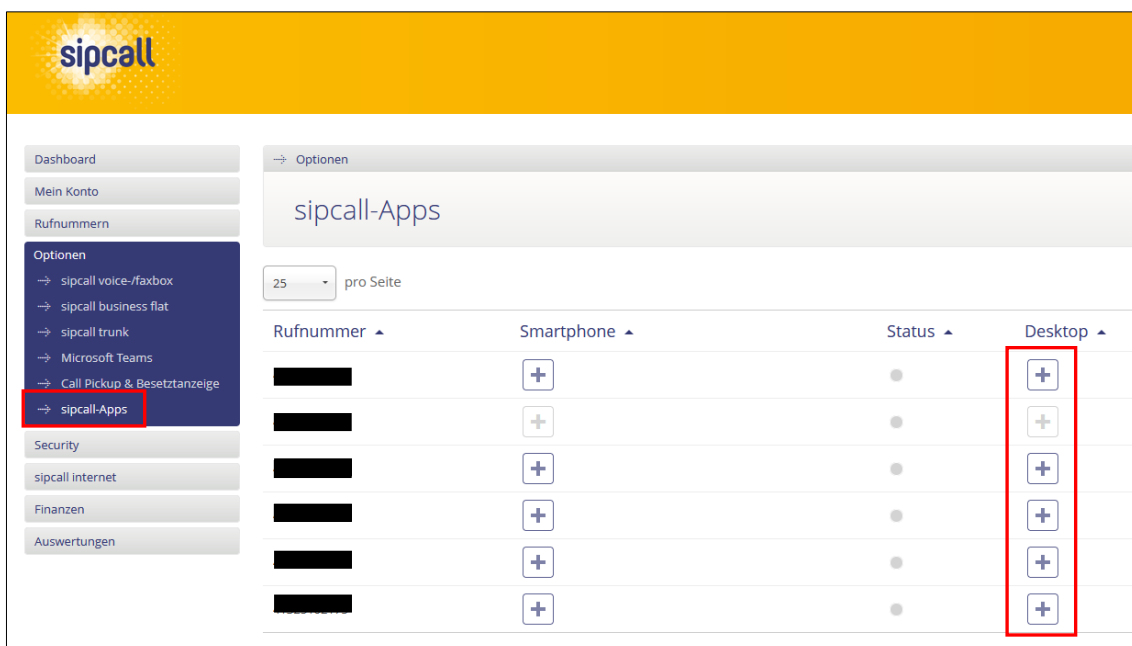 sipcall
Dashboard
Mein Konto
Rufnummern
Optionen
sipcall voice-/faxbox
sipcall business flat
sipcall trunk
Microsoft Teams
Call Pickup & Besetztanzeige
sipcall-Apps
Security
sipcall internet
Finanzen
Auswertungen
Optionen
sipcall-Apps
25 pro Seite
Rufnummer Smartphone Status Desktop